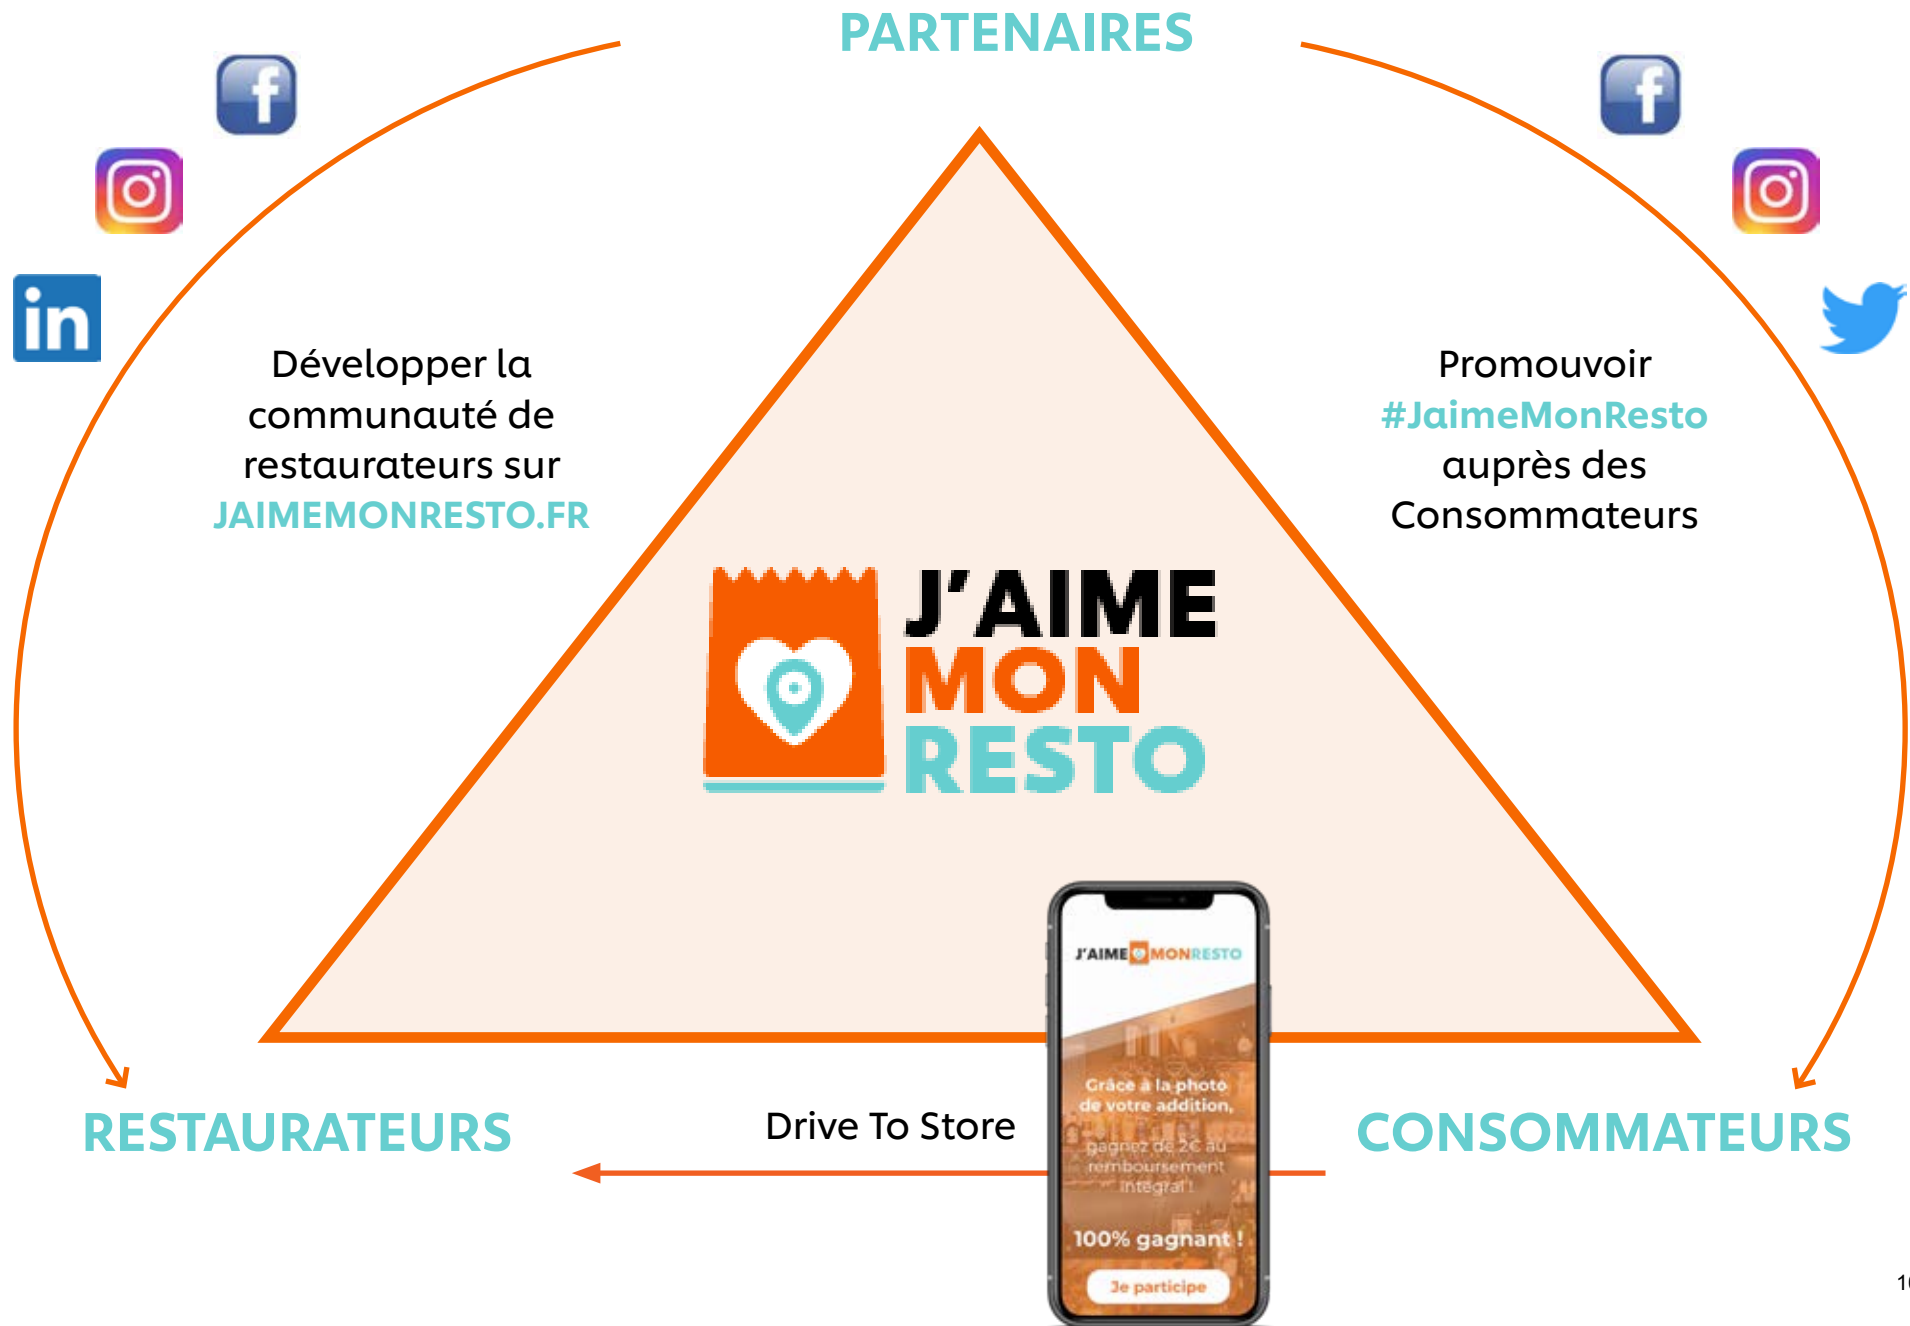 PARTENAIRES
Développer la
communauté de
restaurateurs sur
JAIMEMONRESTO.FR
Promouvoir
#JaimeMonResto
auprès des
Consommateurs
J'AIME
MON
RESTO
J'AIME MONRESTO
Grâce à la photo
de votre addition,
gagnez de 2€ au
remboursement
intégral !
100% gagnant !
Je participe
RESTAURATEURS
Drive To Store
CONSOMMATEURS